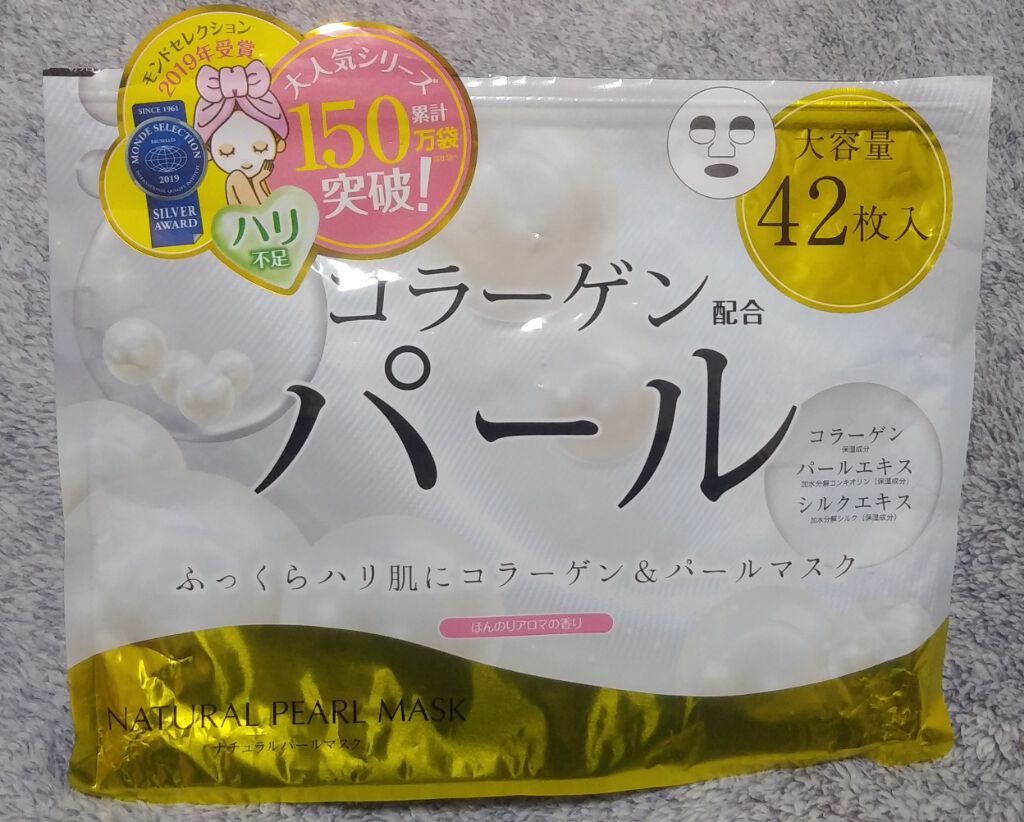 モンドセレクション
2019年受賞
SINCE 1961
MONDE SELECTION
BRUSSELS
INTERNATIONAL QUALITY INSTITUTE
2019
SILVER
AWARD
大人気シリーズ
累計
150万袋
突破!
ハリ
不足
大容量
42枚入
コラーゲン配合
パール
コラーゲン
保湿成分
パールエキス
加水分解コンキオリン(保湿成分)
シルクエキス
加水分解シルク(保湿成分)
ふっくらハリ肌にコラーゲン&パールマスク
ほんのりアロマの香り
NATURAL PEARL MASK
ナチュラルパールマスク